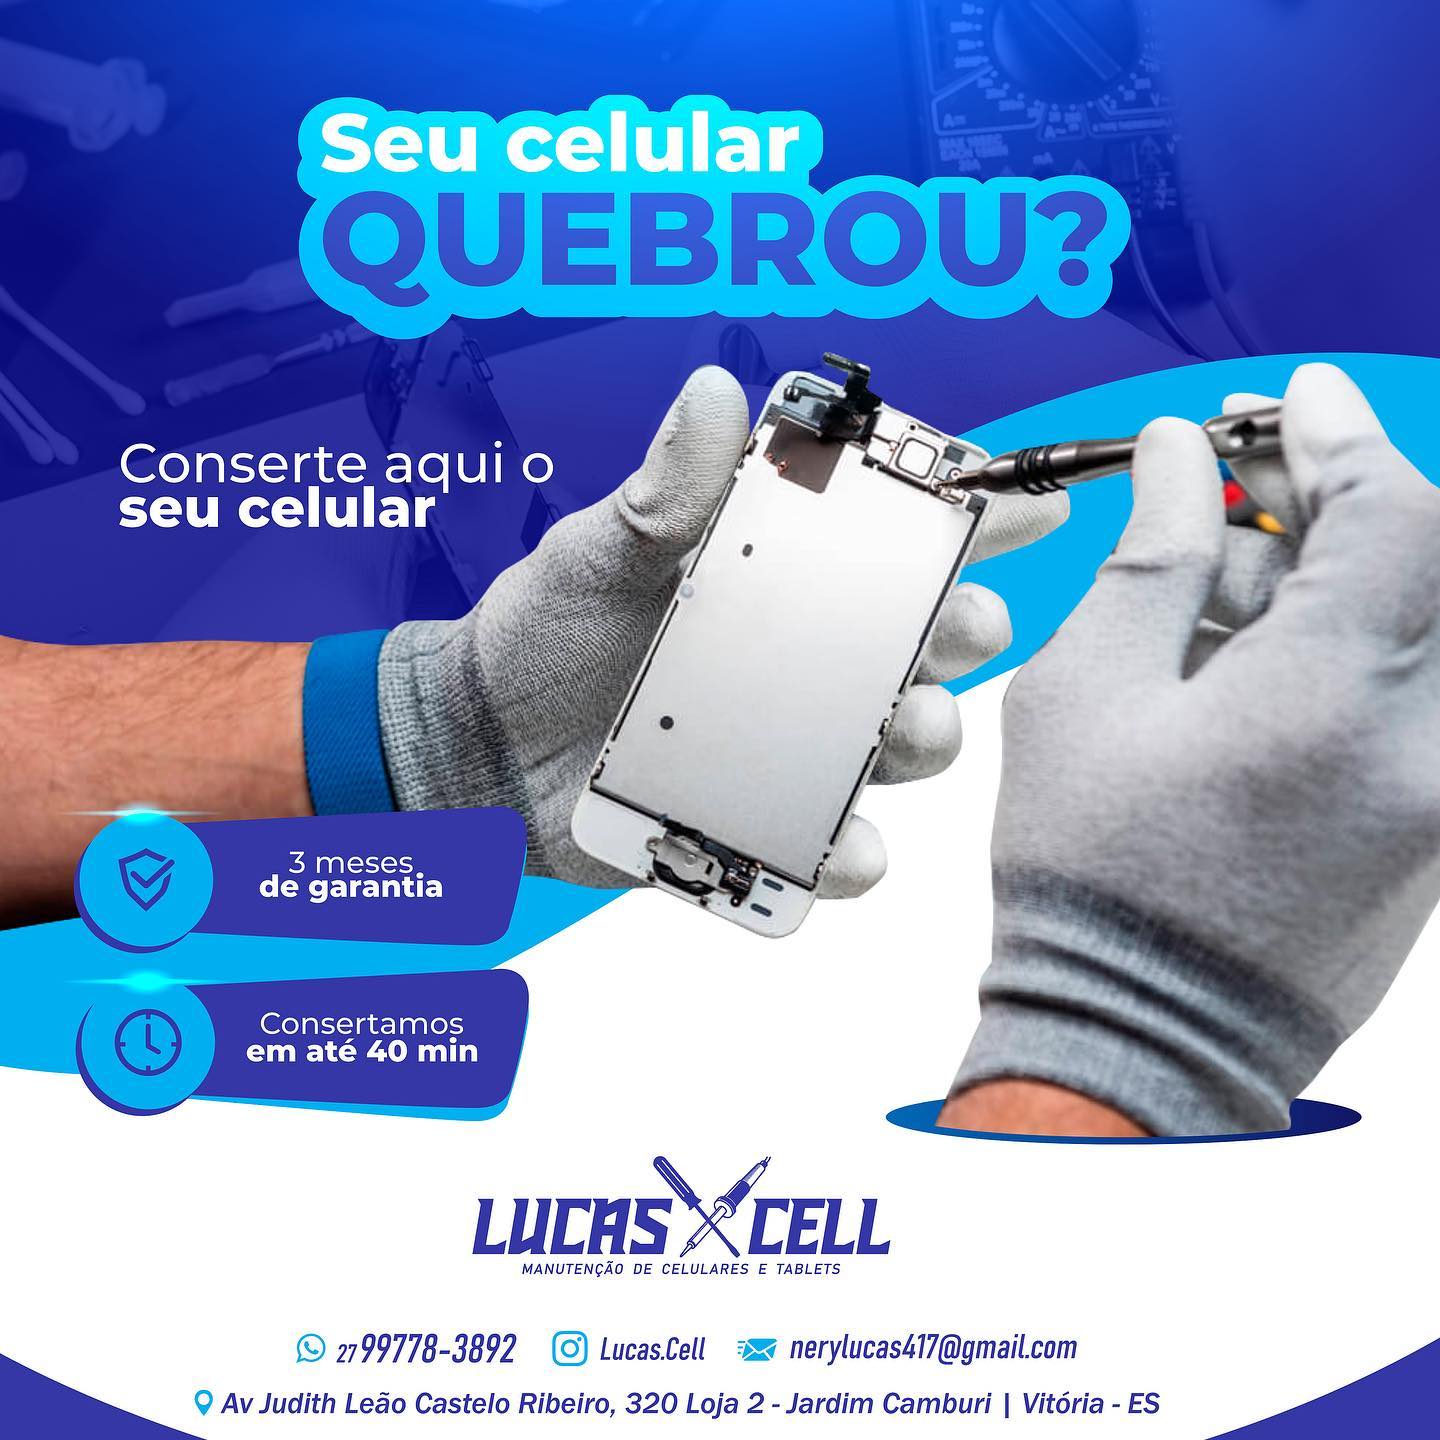 Seu celular
QUEBROU?
Conserte aqui o
seu celular
3 meses
de garantia
Consertamos
em até 40 min
LUCAS CELL
MANUTENÇÃO DE CELULARES E TABLETS
27 99778-3892 Lucas.Cell nerylucas417@gmail.com
Av Judith Leão Castelo Ribeiro, 320 Loja 2 - Jardim Camburi | Vitória - ES